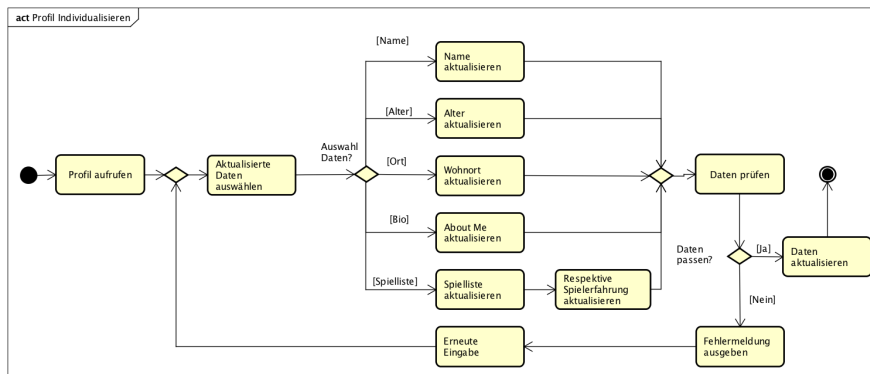 act Profil Individualisieren
[Name]
Name
aktualisieren
[Alter]
Alter
aktualisieren
Auswahl
Daten?
[Ort]
Profil aufrufen
Aktualisierte
Daten
auswählen
Wohnort
aktualisieren
Daten prüfen
[Bio]
About Me
aktualisieren
Daten
passen?
[Ja]
Daten
aktualisieren
[Spielliste]
Spielliste
aktualisieren
Respektive
Spielerfahrung
aktualisieren
[Nein]
Erneute
Eingabe
Fehlermeldung
ausgeben